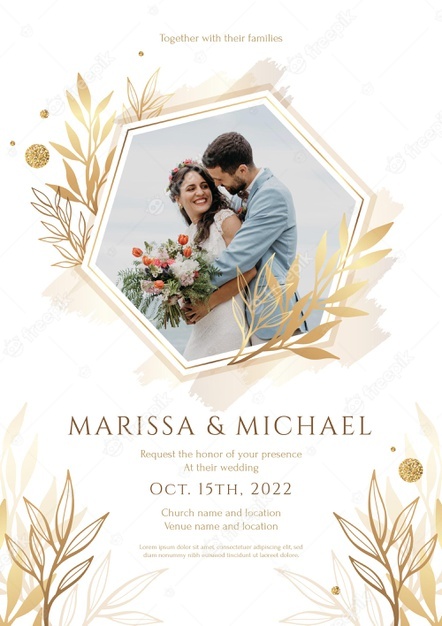 Together with their families
MARISSA & MICHAEL
Request the honor of your presence
At their wedding
Oct. 15th, 2022
Church name and location
Venue name and location
Lorem ipsum dolor sit amet, consectetuer adipiscing elit, sed
diam nonummy nibh euismod tincidunt ut laoreet dolore.